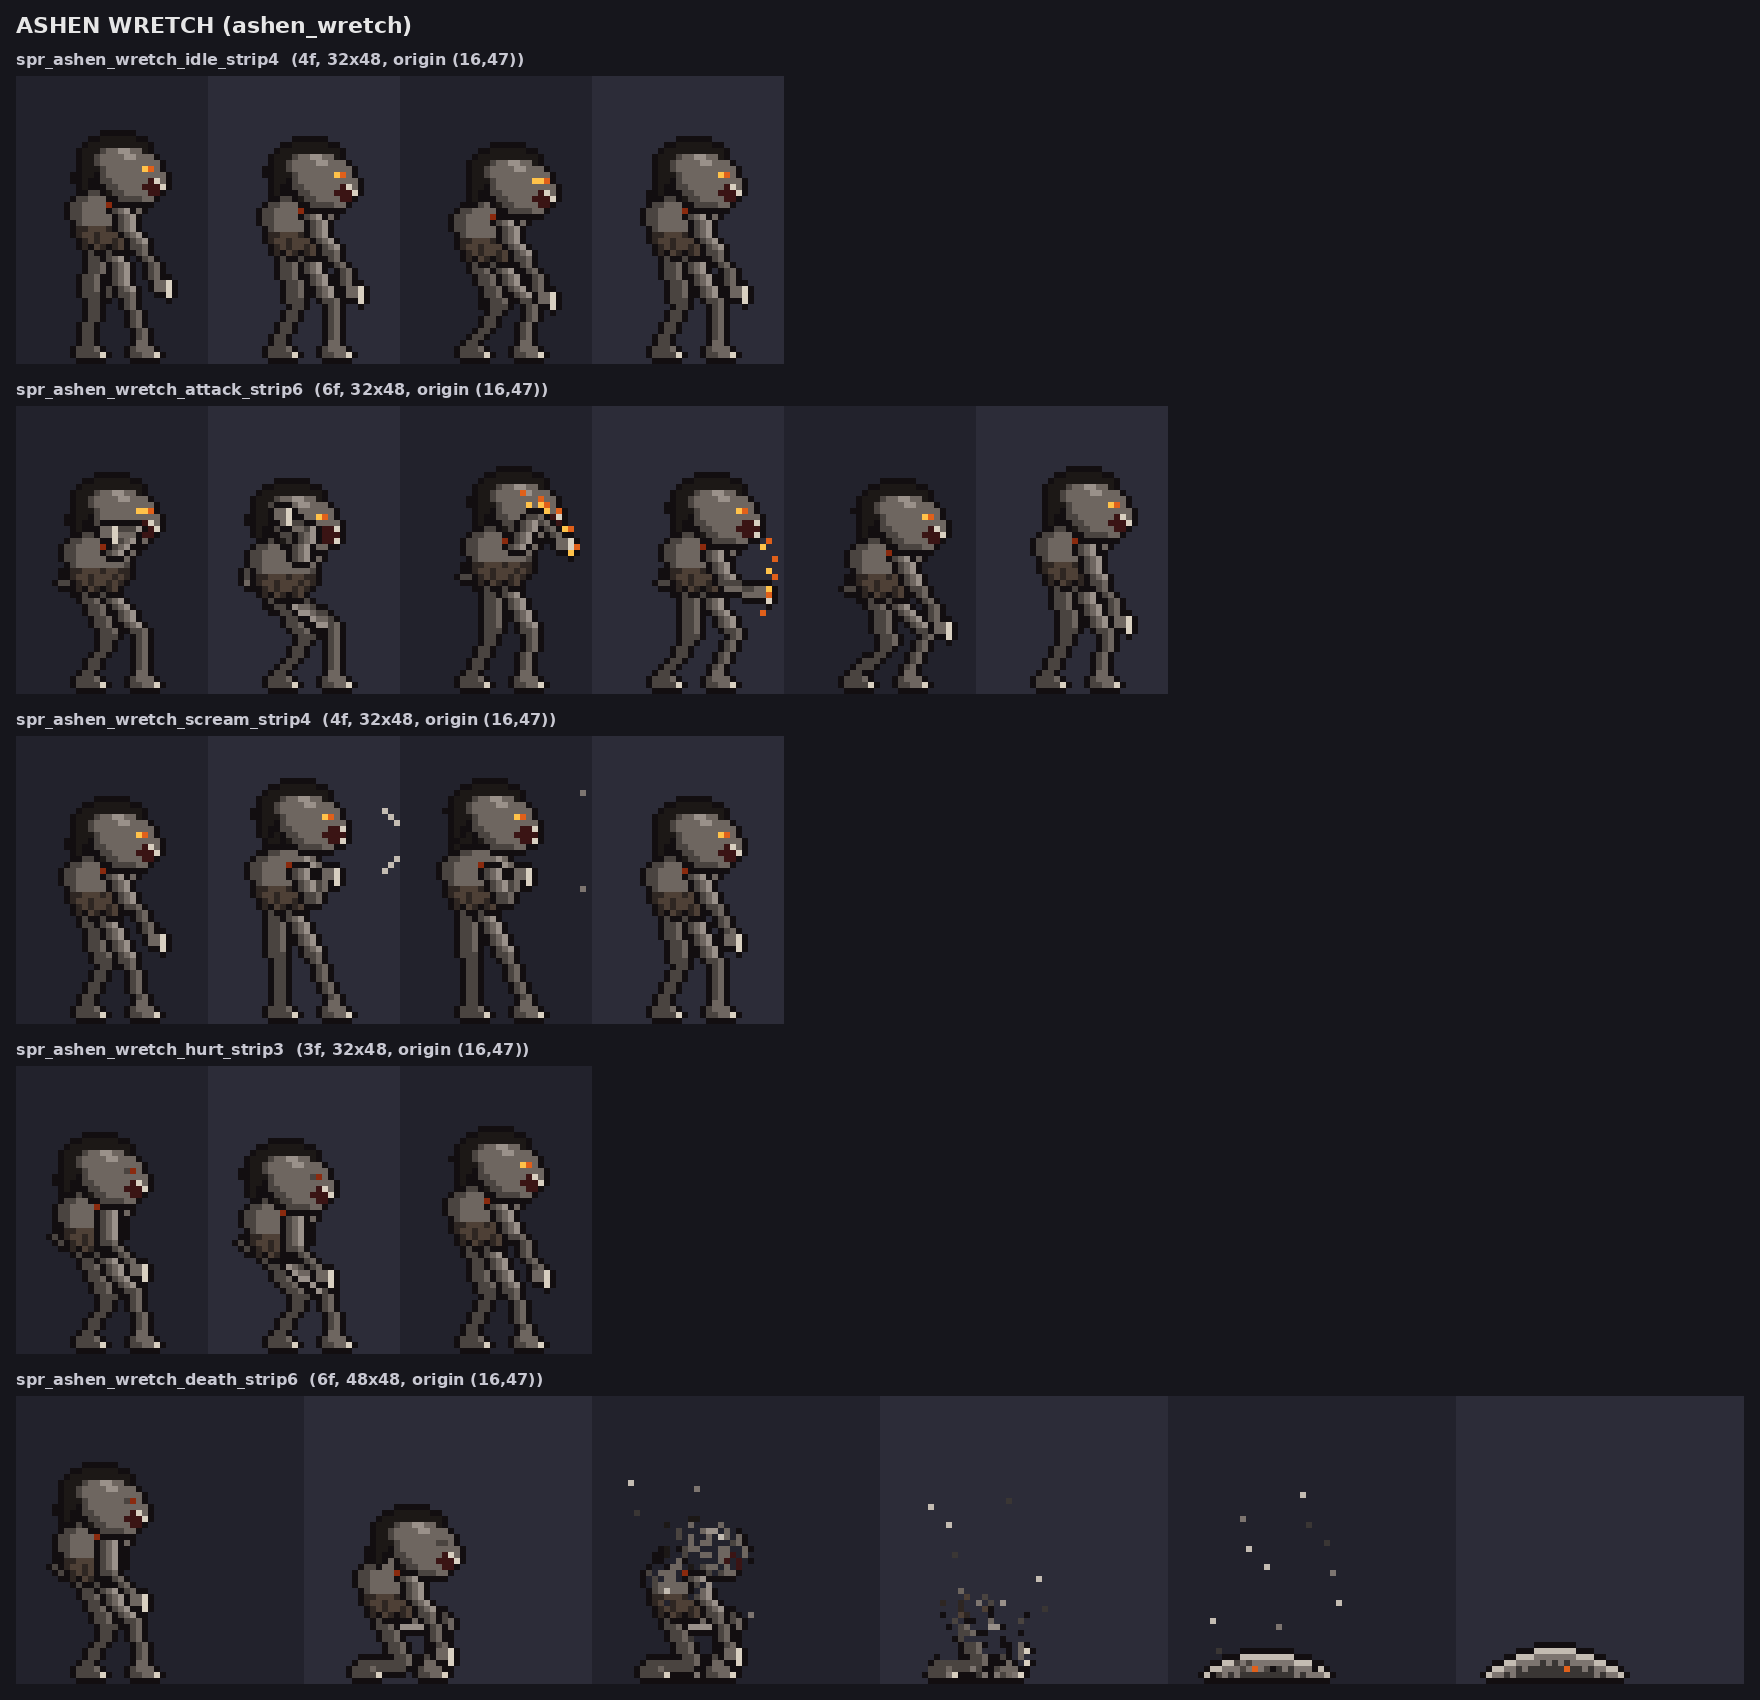 ASHEN WRETCH (ashen_wretch)
spr_ashen_wretch_idle_strip4 (4f, 32x48, origin (16,47))
spr_ashen_wretch_attack_strip6 (6f, 32x48, origin (16,47))
spr_ashen_wretch_scream_strip4 (4f, 32x48, origin (16,47))
spr_ashen_wretch_hurt_strip3 (3f, 32x48, origin (16,47))
spr_ashen_wretch_death_strip6 (6f, 48x48, origin (16,47))